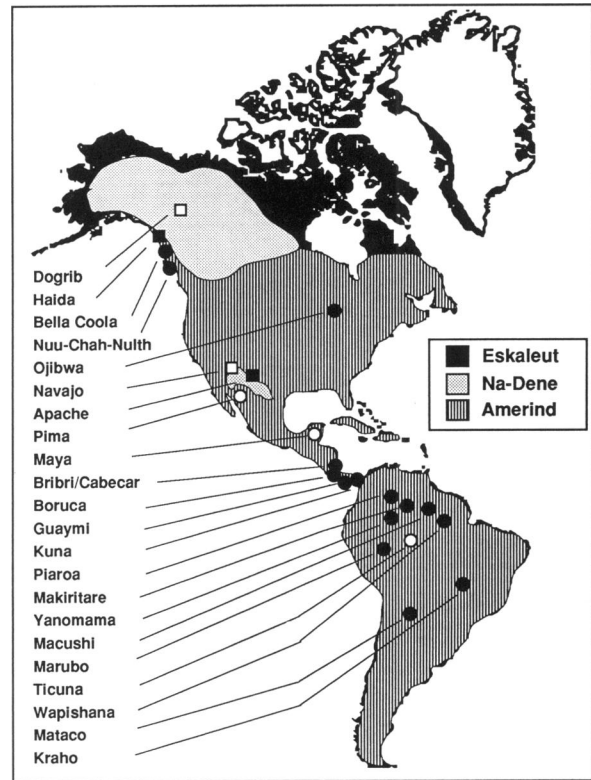 Dogrib
Haida
Bella Coola
Nuu-Chah-Nulth
Ojibwa
Navajo
Apache
Pima
Maya
Bribri/Cabecar
Boruca
Guaymi
Kuna
Piaroa
Makiritare
Yanomama
Macushi
Marubo
Ticuna
Wapishana
Mataco
Kraho
Eskaleut
Na-Dene
Amerind